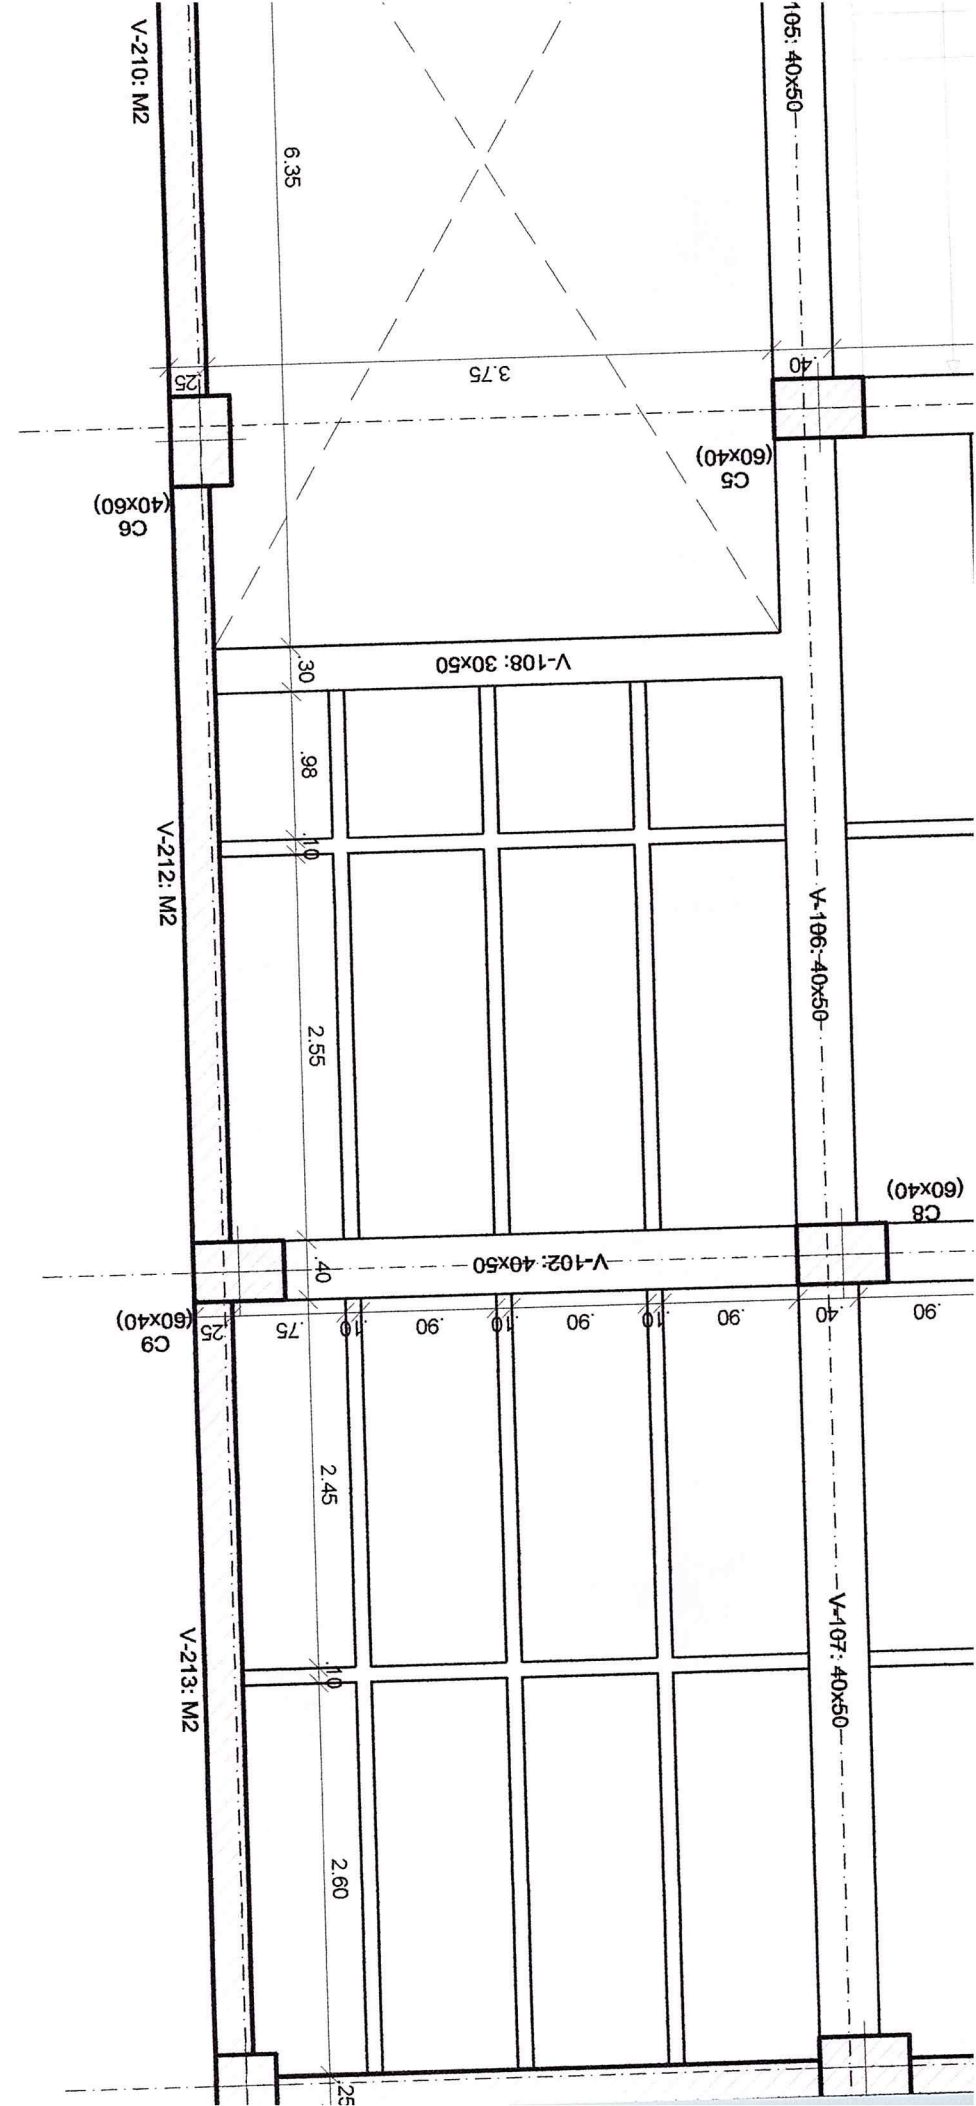 V-210: M2
105: 40x50
6.35
.25
3.75
.40
C6
(40x60)
C5
(60x40)
V-108: 30x50
.30
.98
.10
V-212: M2
V-106: 40x50
2.55
C8
(60x40)
V-102: 40x50
.40
C9
(60x40)
.25
.75
.10
.90
.10
.90
.10
.90
.40
.90
2.45
V-107: 40x50
V-213: M2
.10
2.60
.25